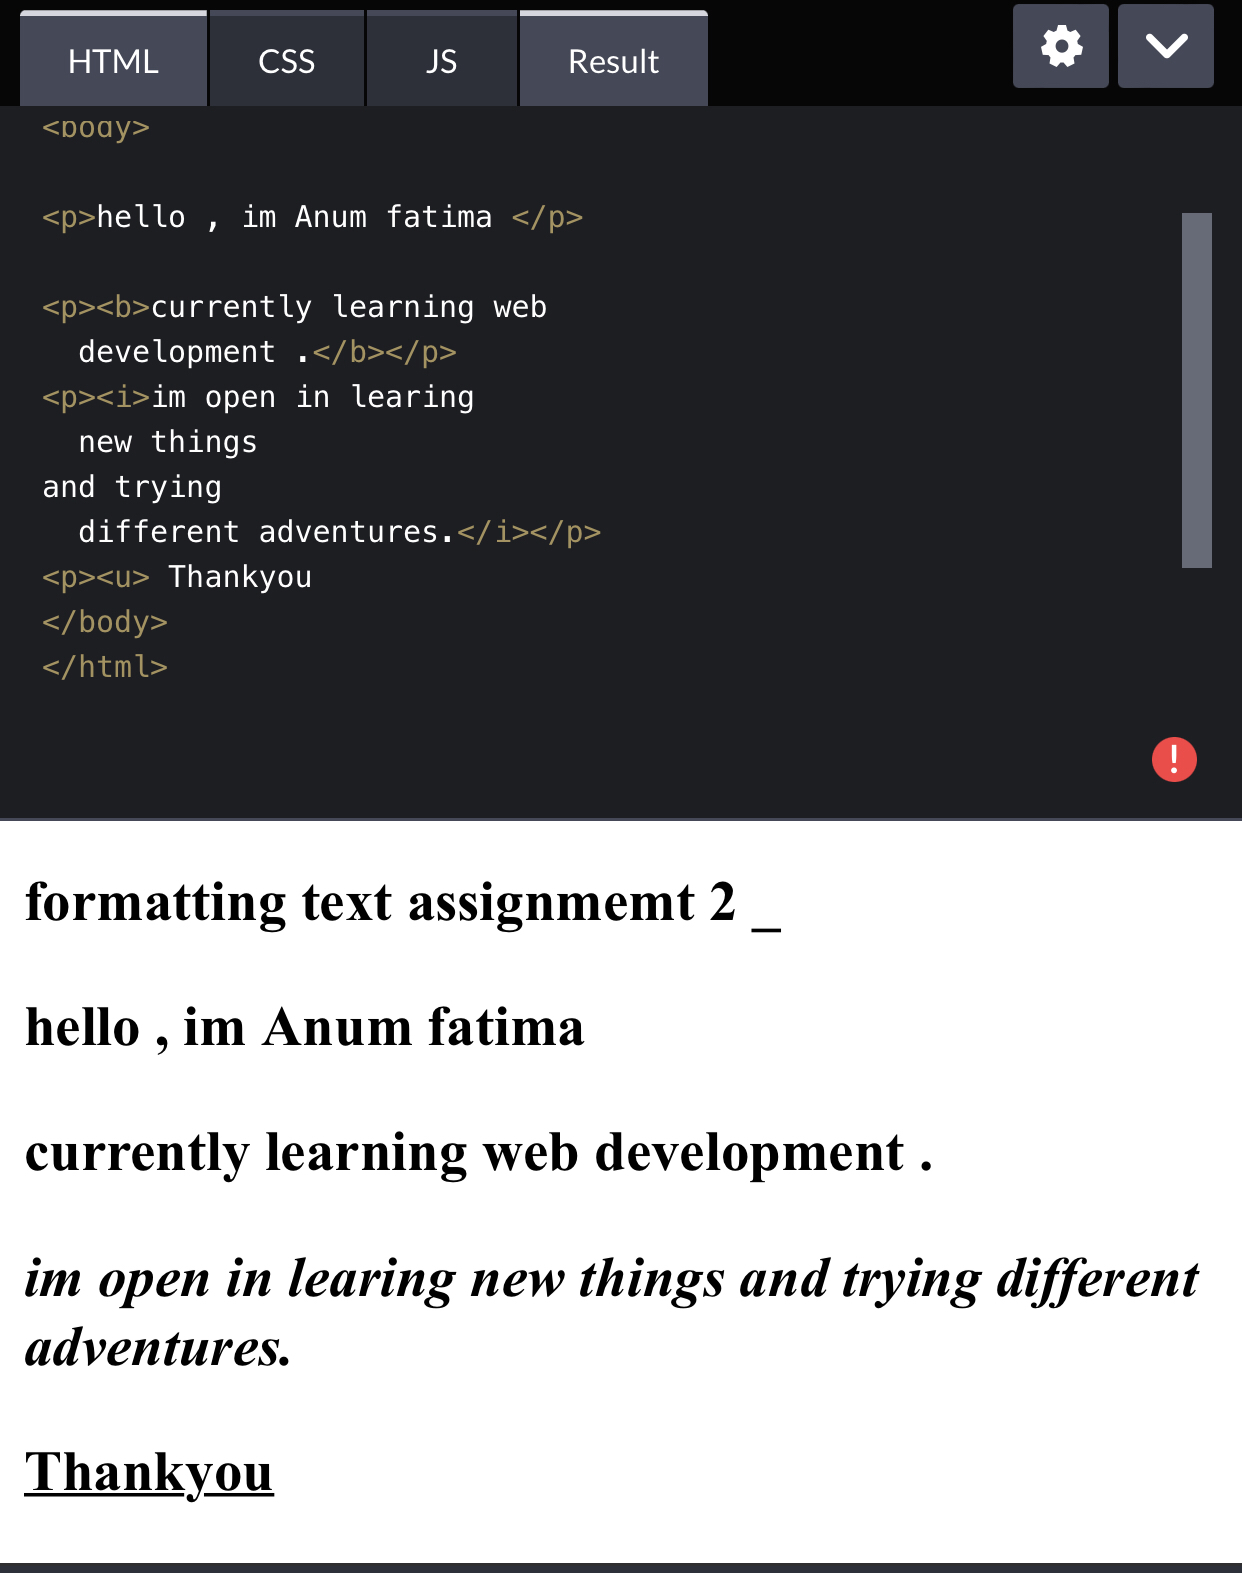 HTML CSS JS Result
<body>
<p>hello , im Anum fatima </p>
<p><b>currently learning web
development .</b></p>
<p><i>im open in learing
new things
and trying
different adventures.</i></p>
<p><u> Thankyou
</body>
</html>
formatting text assignmemt 2 _
hello , im Anum fatima
currently learning web development .
im open in learing new things and trying different
adventures.
Thankyou